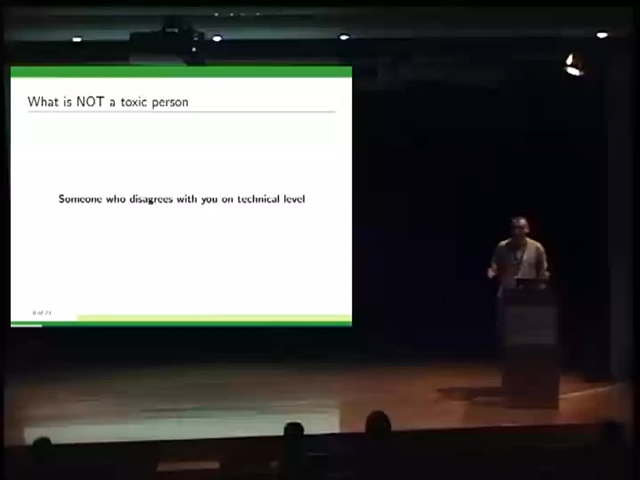 What is NOT a toxic person
Someone who disagrees with you on technical level